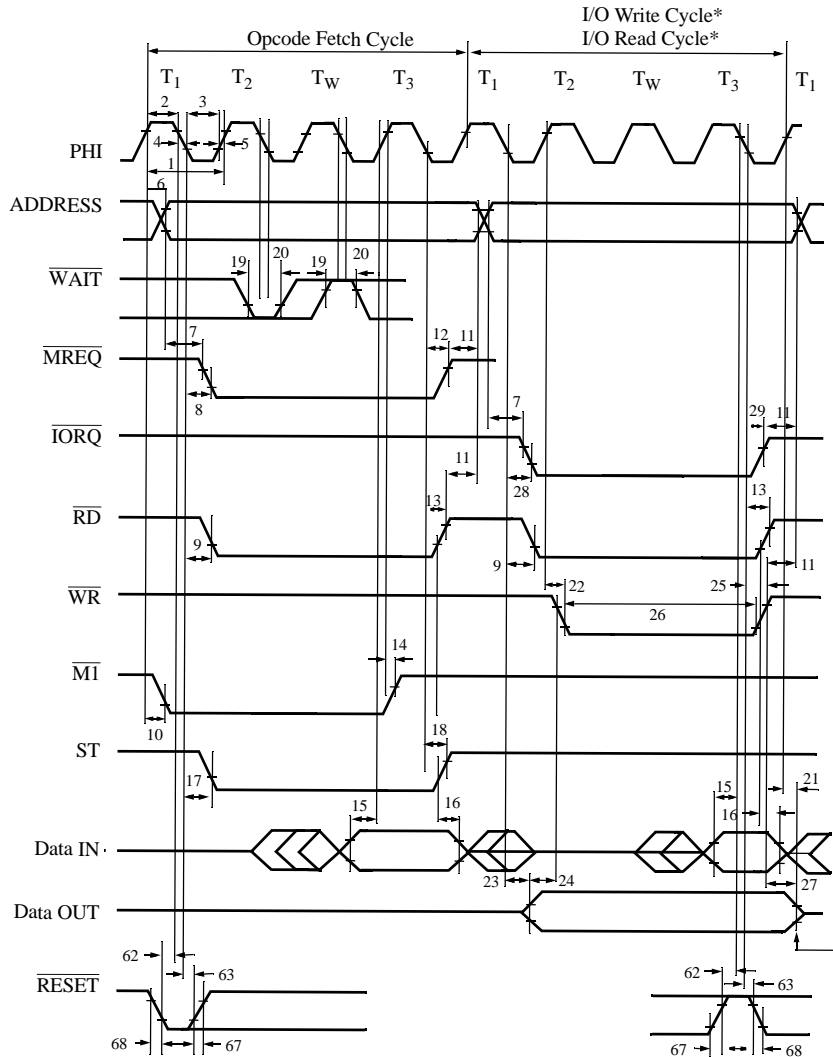 I/O Write Cycle*
Opcode Fetch Cycle I/O Read Cycle*
T1 T2 TW T3 T1 T2 TW T3 T1
2 3
PHI 4 5
1
6
ADDRESS
19 20 19 20
WAIT
7 12 11
MREQ
8 7 29 11
IORQ
11 28
13 13
RD
9 9 11
22 25
WR 26
14
M1
10 18
ST
17 21
15 16 15 16
Data IN
23 24 27
Data OUT
62 63 62 63
RESET
68 67 67 68